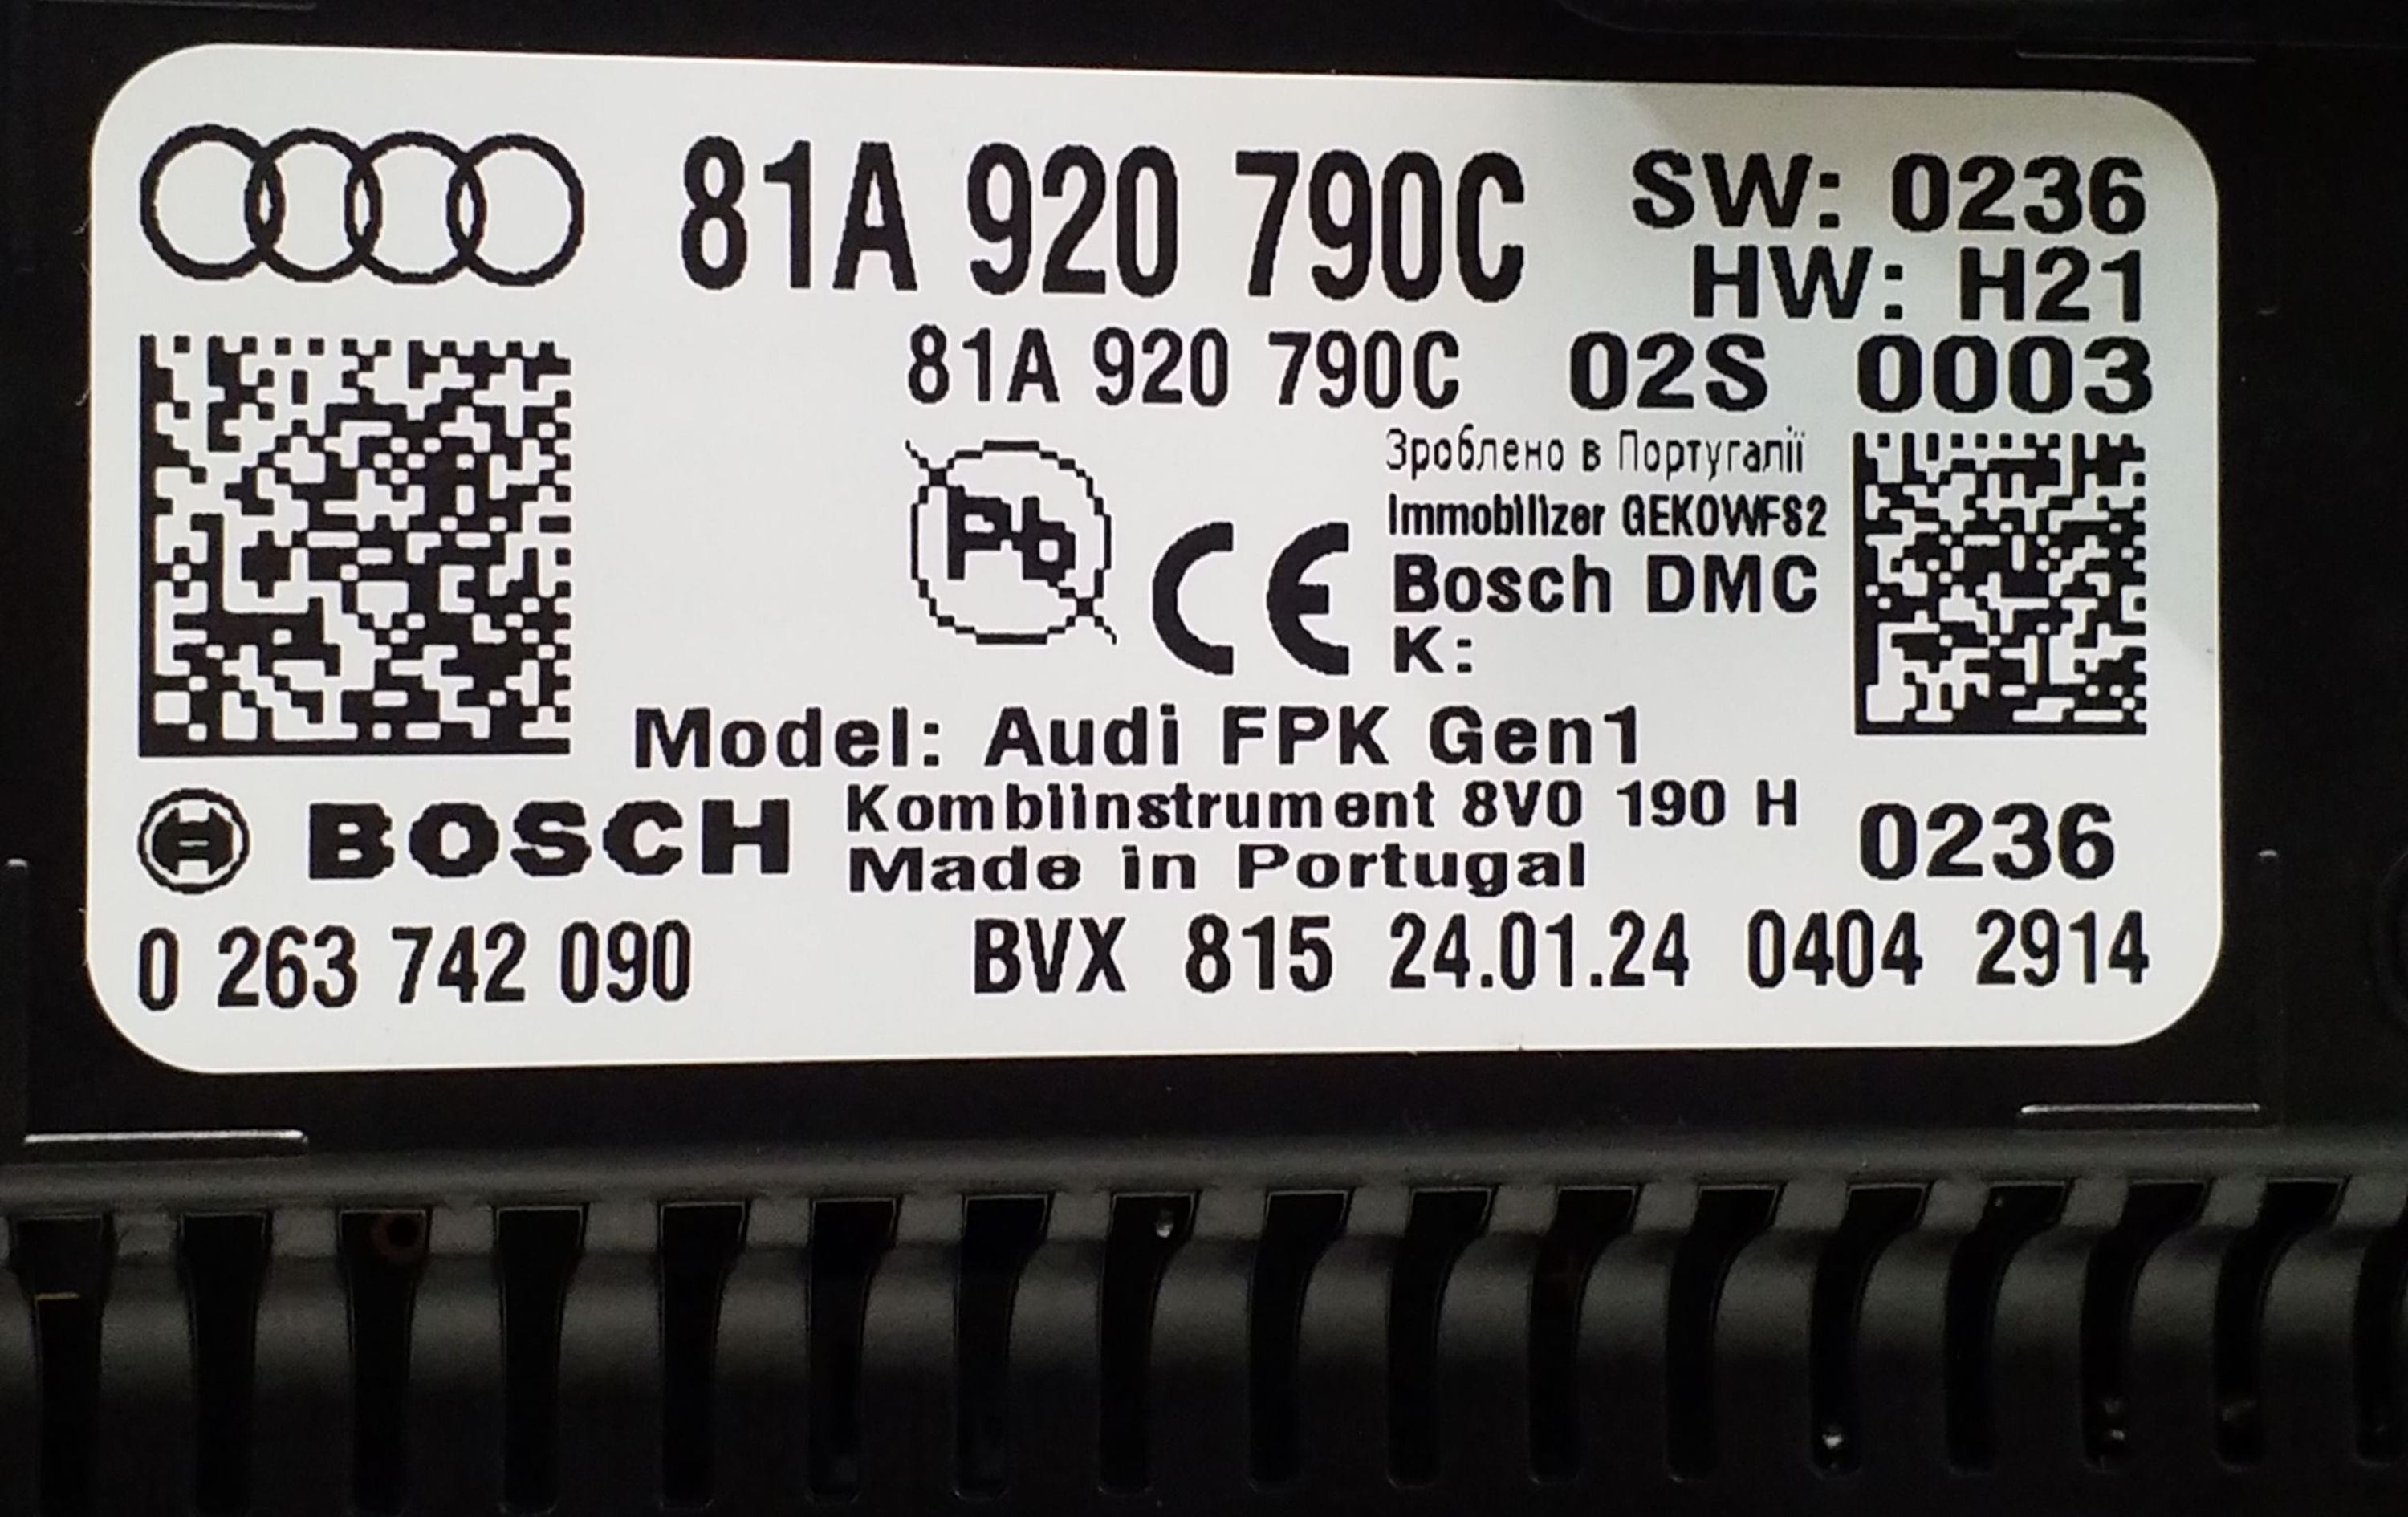 81A 920 790C
SW: 0236
HW: H21
81A 920 790C 02S 0003
Зроблено в Португалії
Immobilizer GEKOWFS2
Pb
CE
Bosch DMC
K:
Model: Audi FPK Gen1
BOSCH
Kombiinstrument 8V0 190 H
Made in Portugal
0236
0 263 742 090
BVX 815 24.01.24 0404 2914